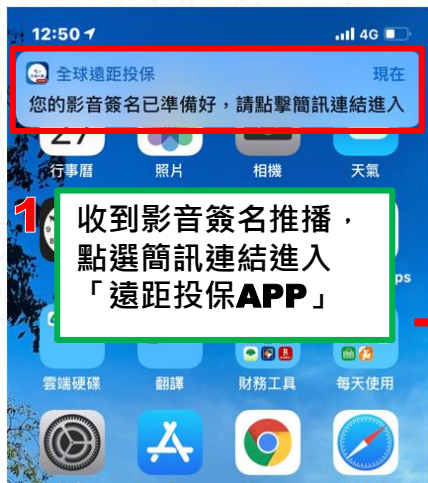 12:50
4G
全球遠距投保
現在
您的影音簽名已準備好，請點擊簡訊連結進入
27
行事曆
照片
相機
天氣
1
收到影音簽名推播，
點選簡訊連結進入
「遠距投保APP」
ps
雲端硬碟
翻譯
財務工具
每天使用